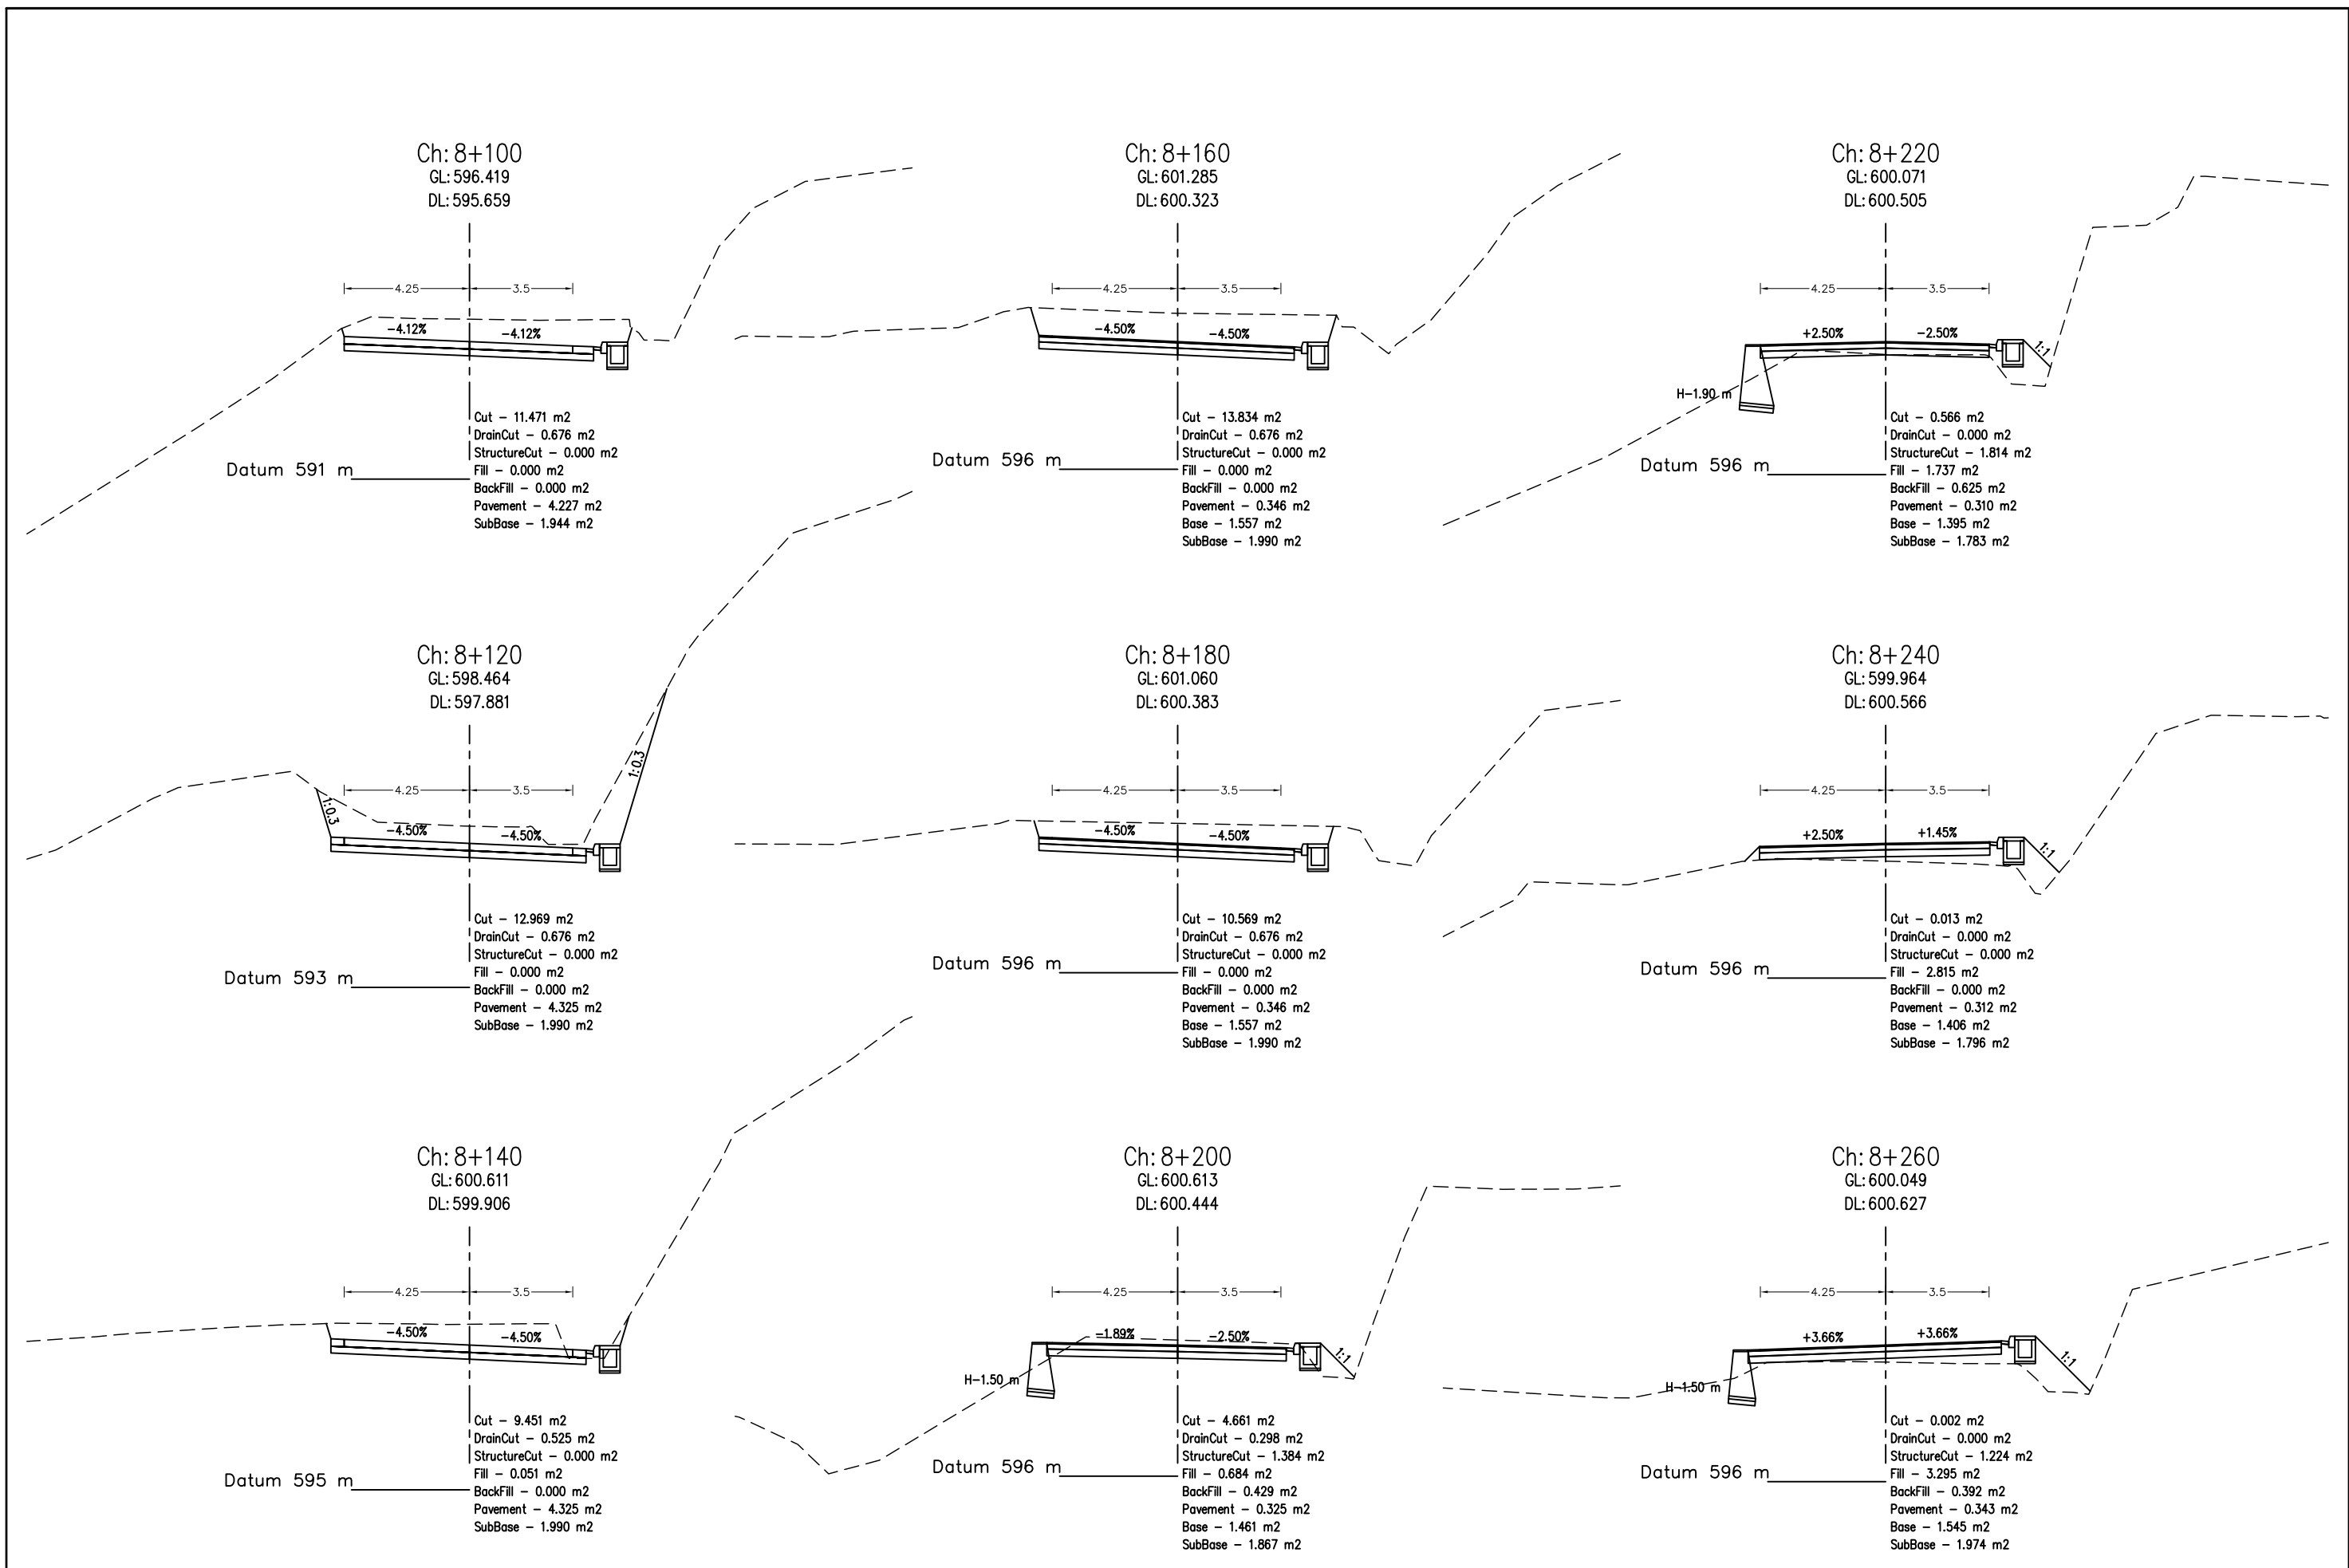 Ch: 8+100
GL: 596.419
DL: 595.659
4.25
3.5
-4.12%
-4.12%
Cut - 11.471 m2
DrainCut - 0.676 m2
StructureCut - 0.000 m2
Datum 591 m
Fill - 0.000 m2
BackFill - 0.000 m2
Pavement - 4.227 m2
SubBase - 1.944 m2
Ch: 8+160
GL: 601.285
DL: 600.323
4.25
3.5
-4.50%
-4.50%
Cut - 13.834 m2
DrainCut - 0.676 m2
StructureCut - 0.000 m2
Datum 596 m
Fill - 0.000 m2
BackFill - 0.000 m2
Pavement - 0.346 m2
Base - 1.557 m2
SubBase - 1.990 m2
Ch: 8+220
GL: 600.071
DL: 600.505
4.25
3.5
+2.50%
-2.50%
1:1
H-1.90 m
Cut - 0.566 m2
DrainCut - 0.000 m2
StructureCut - 1.814 m2
Datum 596 m
Fill - 1.737 m2
BackFill - 0.625 m2
Pavement - 0.310 m2
Base - 1.395 m2
SubBase - 1.783 m2
Ch: 8+120
GL: 598.464
DL: 597.881
1:0.3
4.25
3.5
1:0.3
-4.50%
-4.50%
Cut - 12.969 m2
DrainCut - 0.676 m2
StructureCut - 0.000 m2
Datum 593 m
Fill - 0.000 m2
BackFill - 0.000 m2
Pavement - 4.325 m2
SubBase - 1.990 m2
Ch: 8+180
GL: 601.060
DL: 600.383
4.25
3.5
-4.50%
-4.50%
Cut - 10.569 m2
DrainCut - 0.676 m2
StructureCut - 0.000 m2
Datum 596 m
Fill - 0.000 m2
BackFill - 0.000 m2
Pavement - 0.346 m2
Base - 1.557 m2
SubBase - 1.990 m2
Ch: 8+240
GL: 599.964
DL: 600.566
4.25
3.5
+2.50%
+1.45%
1:1
Cut - 0.013 m2
DrainCut - 0.000 m2
StructureCut - 0.000 m2
Datum 596 m
Fill - 2.815 m2
BackFill - 0.000 m2
Pavement - 0.312 m2
Base - 1.406 m2
SubBase - 1.796 m2
Ch: 8+140
GL: 600.611
DL: 599.906
4.25
3.5
-4.50%
-4.50%
Cut - 9.451 m2
DrainCut - 0.525 m2
StructureCut - 0.000 m2
Datum 595 m
Fill - 0.051 m2
BackFill - 0.000 m2
Pavement - 4.325 m2
SubBase - 1.990 m2
Ch: 8+200
GL: 600.613
DL: 600.444
4.25
3.5
-1.89%
-2.50%
1:1
H-1.50 m
Cut - 4.661 m2
DrainCut - 0.298 m2
StructureCut - 1.384 m2
Datum 596 m
Fill - 0.684 m2
BackFill - 0.429 m2
Pavement - 0.325 m2
Base - 1.461 m2
SubBase - 1.867 m2
Ch: 8+260
GL: 600.049
DL: 600.627
4.25
3.5
+3.66%
+3.66%
1:1
H-1.50 m
Cut - 0.002 m2
DrainCut - 0.000 m2
StructureCut - 1.224 m2
Datum 596 m
Fill - 3.295 m2
BackFill - 0.392 m2
Pavement - 0.343 m2
Base - 1.545 m2
SubBase - 1.974 m2